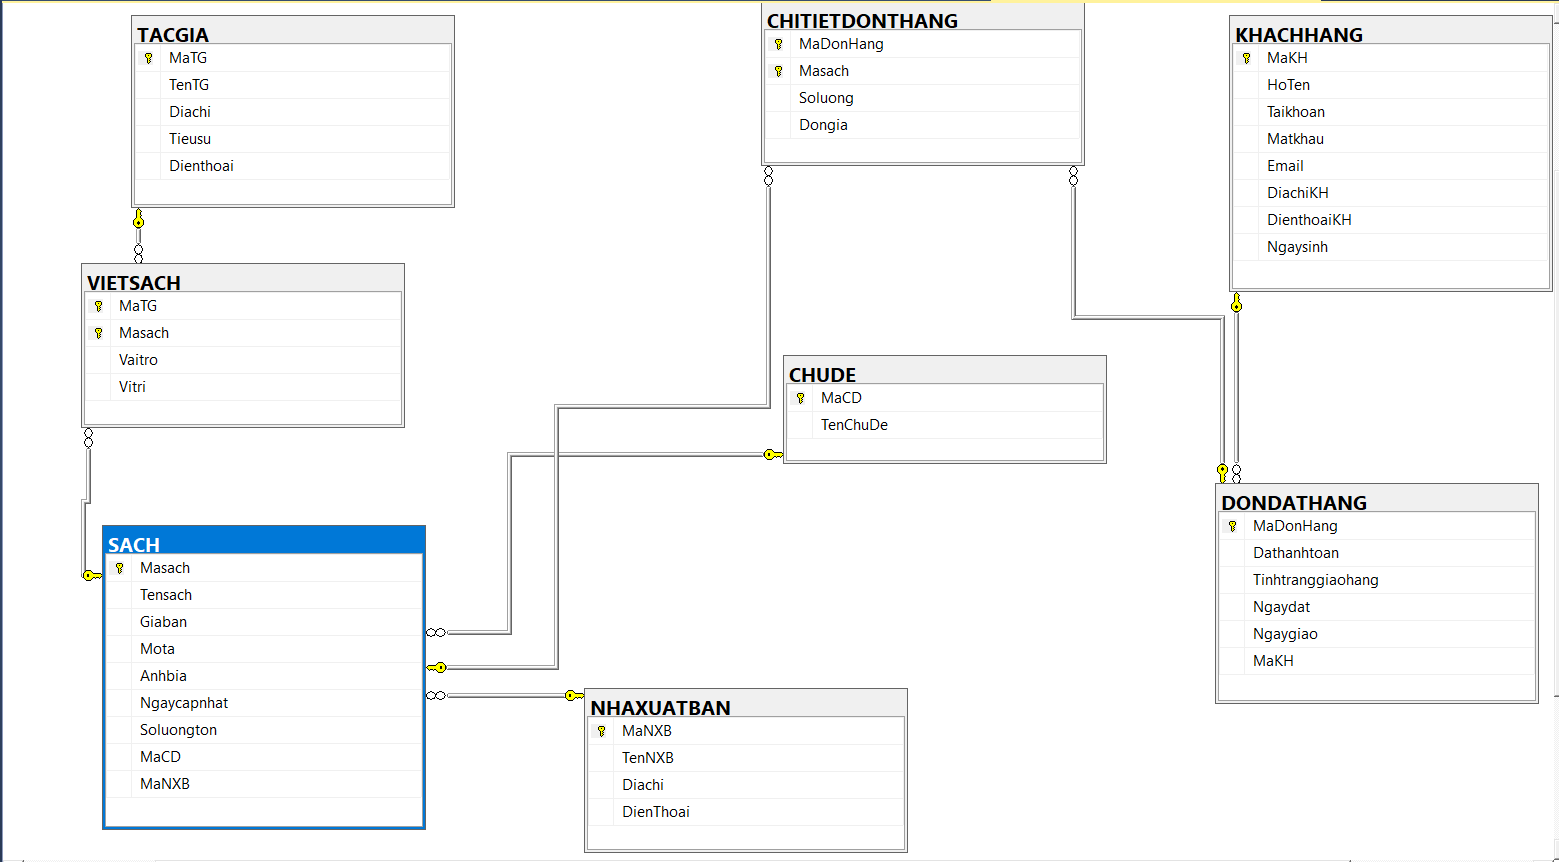 TACGIA
MaTG
TenTG
Diachi
Tieusu
Dienthoai
CHITIETDONTHANG
MaDonHang
Masach
Soluong
Dongia
KHACHHANG
MaKH
HoTen
Taikhoan
Matkhau
Email
DiachiKH
DienthoaiKH
Ngaysinh
VIETSACH
MaTG
Masach
Vaitro
Vitri
CHUDE
MaCD
TenChuDe
DONDATHANG
MaDonHang
Dathanhtoan
Tinhtranggiaohang
Ngaydat
Ngaygiao
MaKH
SACH
Masach
Tensach
Giaban
Mota
Anhbia
Ngaycapnhat
Soluongton
MaCD
MaNXB
NHAXUATBAN
MaNXB
TenNXB
Diachi
DienThoai